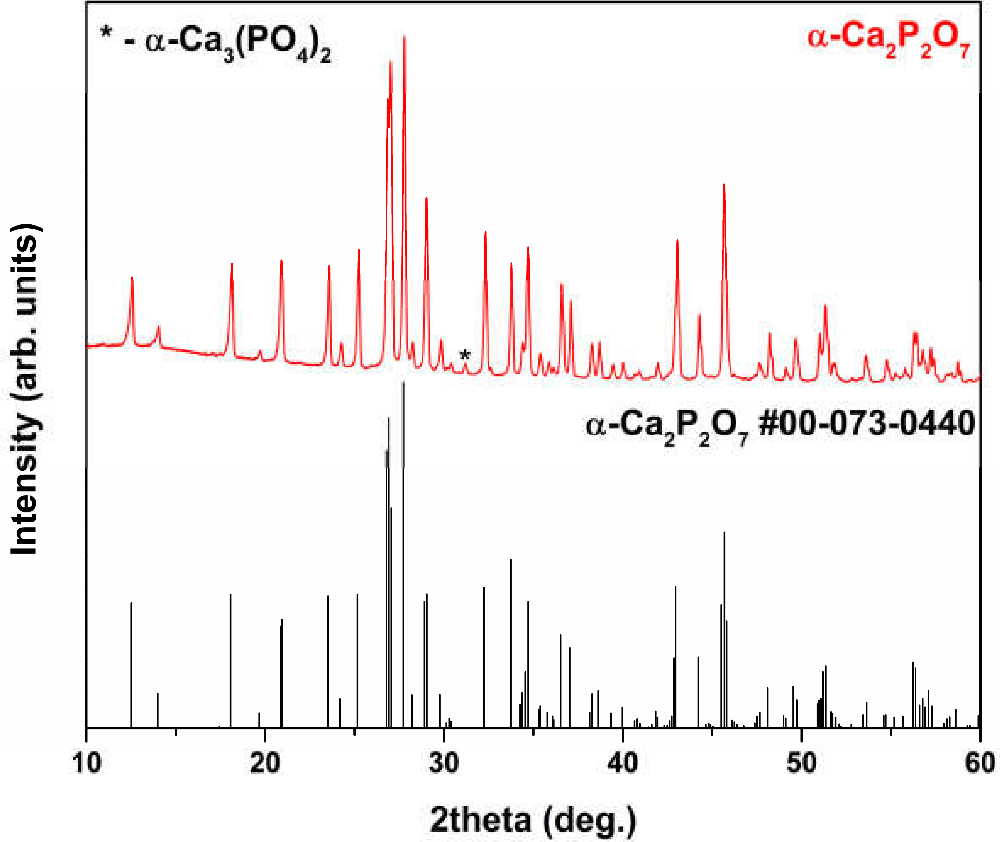 * - α-Ca₃(PO₄)₂
α-Ca₂P₂O₇
*
α-Ca₂P₂O₇ #00-073-0440
Intensity (arb. units)
10 20 30 40 50 60
2theta (deg.)